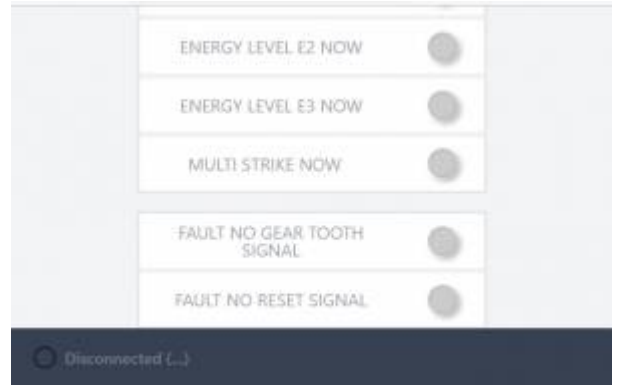 ENERGY LEVEL E2 NOW
ENERGY LEVEL E3 NOW
MULTI STRIKE NOW
FAULT NO GEAR TOOTH
SIGNAL
FAULT NO RESET SIGNAL
Disconnected (...)